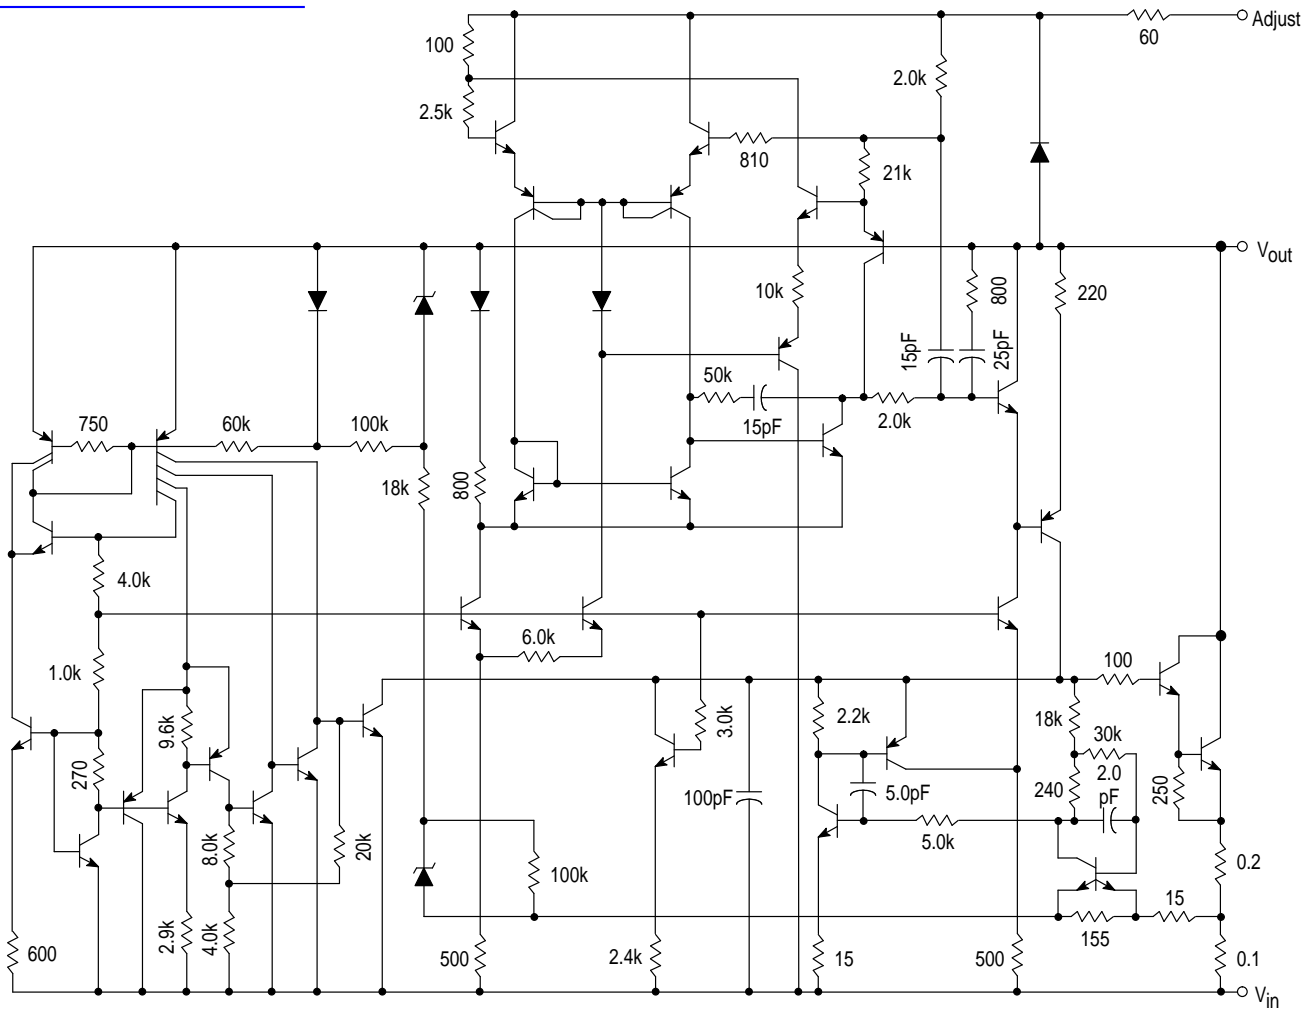 Adjust
60
100
2.0k
2.5k
810
21k
Vout
10k
800
220
15pF
25pF
50k
15pF
2.0k
750
60k
100k
18k
800
4.0k
6.0k
1.0k
100
9.6k
3.0k
2.2k
18k
30k
270
2.0
pF
240
250
100pF
5.0pF
8.0k
20k
5.0k
100k
0.2
15
2.9k
4.0k
155
600
500
2.4k
15
500
0.1
Vin